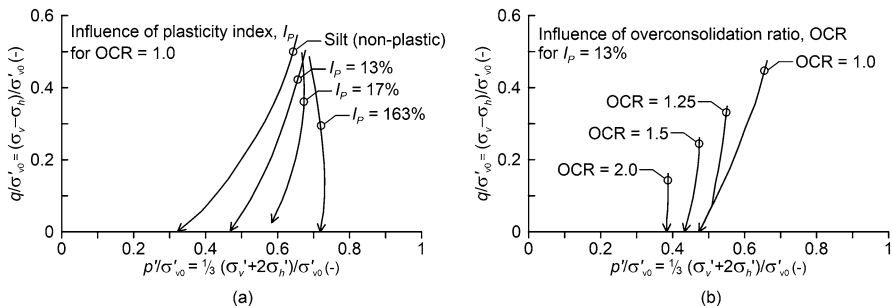 Influence of plasticity index, I_P
for OCR = 1.0
Silt (non-plastic)
I_P = 13%
I_P = 17%
I_P = 163%
0.6
0.4
0.2
0
q/σ'_v0 = (σ_v–σ_h)/σ'_v0 (-)
0 0.2 0.4 0.6 0.8 1
p'/σ'_v0 = ⅓ (σ_v'+2σ_h')/σ'_v0 (-)
(a)
Influence of overconsolidation ratio, OCR
for I_P = 13%
OCR = 1.0
OCR = 1.25
OCR = 1.5
OCR = 2.0
0.6
0.4
0.2
0
q/σ'_v0 = (σ_v–σ_h)/σ'_v0 (-)
0 0.2 0.4 0.6 0.8 1
p'/σ'_v0 = ⅓ (σ_v'+2σ_h')/σ'_v0 (-)
(b)